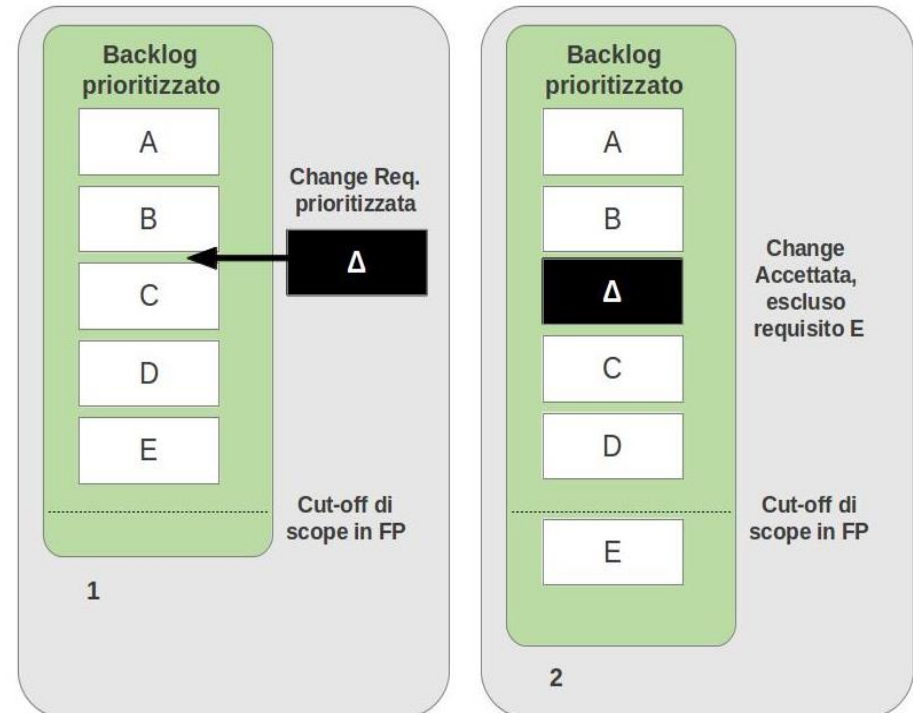 Backlog
prioritizzato
A
B
C
D
E
Change Req.
prioritizzata
Δ
Cut-off di
scope in FP
1
Backlog
prioritizzato
A
B
Δ
C
D
E
Change
Accettata,
escluso
requisito E
Cut-off di
scope in FP
2